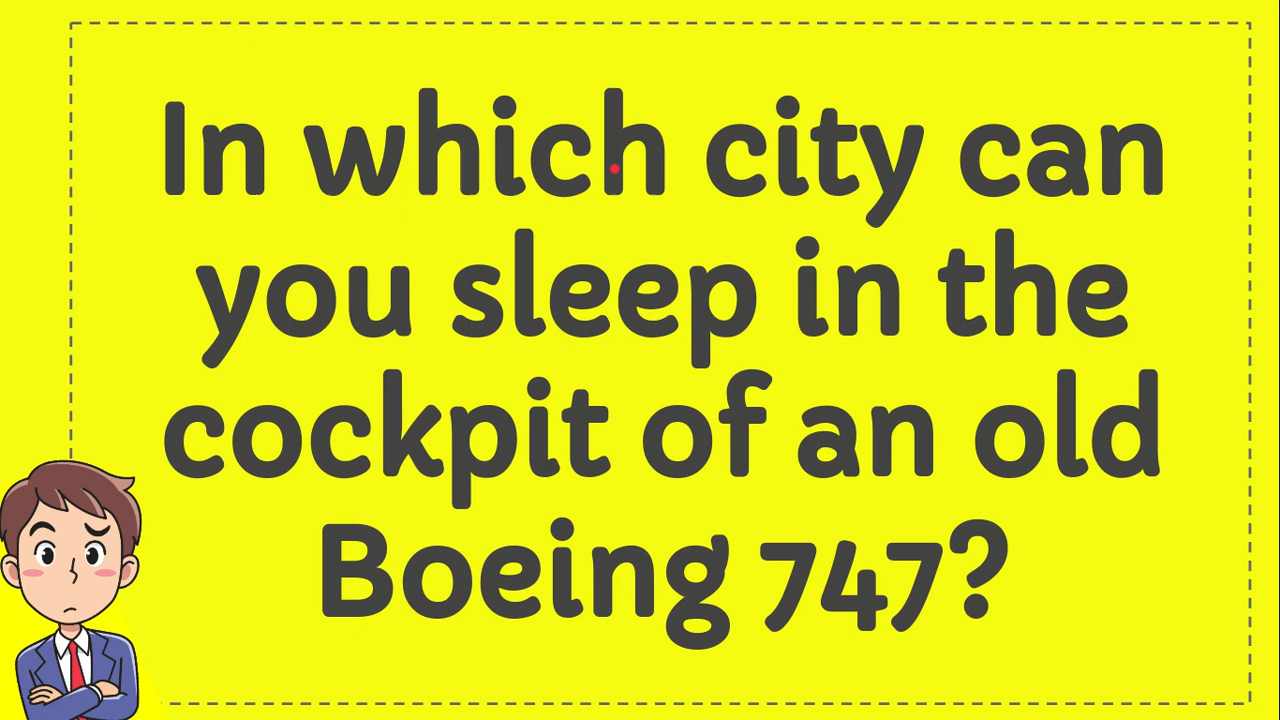 In which city can
you sleep in the
cockpit of an old
Boeing 747?